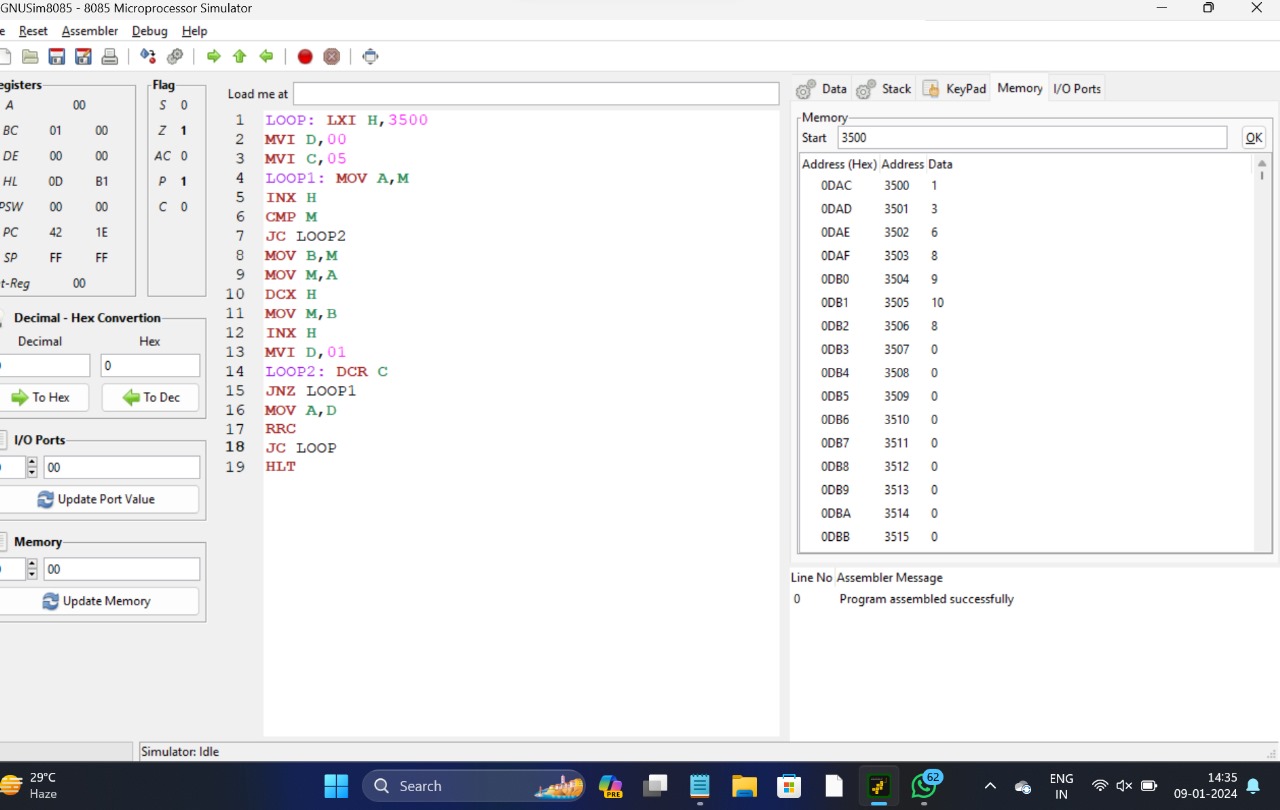 GNUSim8085 - 8085 Microprocessor Simulator
e Reset Assembler Debug Help
egisters
A 00
BC 01 00
DE 00 00
HL 0D B1
PSW 00 00
PC 42 1E
SP FF FF
t-Reg 00
Flag
S 0
Z 1
AC 0
P 1
C 0
Decimal - Hex Convertion
Decimal Hex
0
To Hex To Dec
I/O Ports
00
Update Port Value
Memory
00
Update Memory
Load me at
1 LOOP: LXI H,3500
2 MVI D,00
3 MVI C,05
4 LOOP1: MOV A,M
5 INX H
6 CMP M
7 JC LOOP2
8 MOV B,M
9 MOV M,A
10 DCX H
11 MOV M,B
12 INX H
13 MVI D,01
14 LOOP2: DCR C
15 JNZ LOOP1
16 MOV A,D
17 RRC
18 JC LOOP
19 HLT
Data Stack KeyPad Memory I/O Ports
Memory
Start 3500 OK
Address (Hex) Address Data
0DAC 3500 1
0DAD 3501 3
0DAE 3502 6
0DAF 3503 8
0DB0 3504 9
0DB1 3505 10
0DB2 3506 8
0DB3 3507 0
0DB4 3508 0
0DB5 3509 0
0DB6 3510 0
0DB7 3511 0
0DB8 3512 0
0DB9 3513 0
0DBA 3514 0
0DBB 3515 0
Line No Assembler Message
0 Program assembled successfully
Simulator: Idle
29°C
Haze
Search
PRE
62
ENG
IN
14:35
09-01-2024